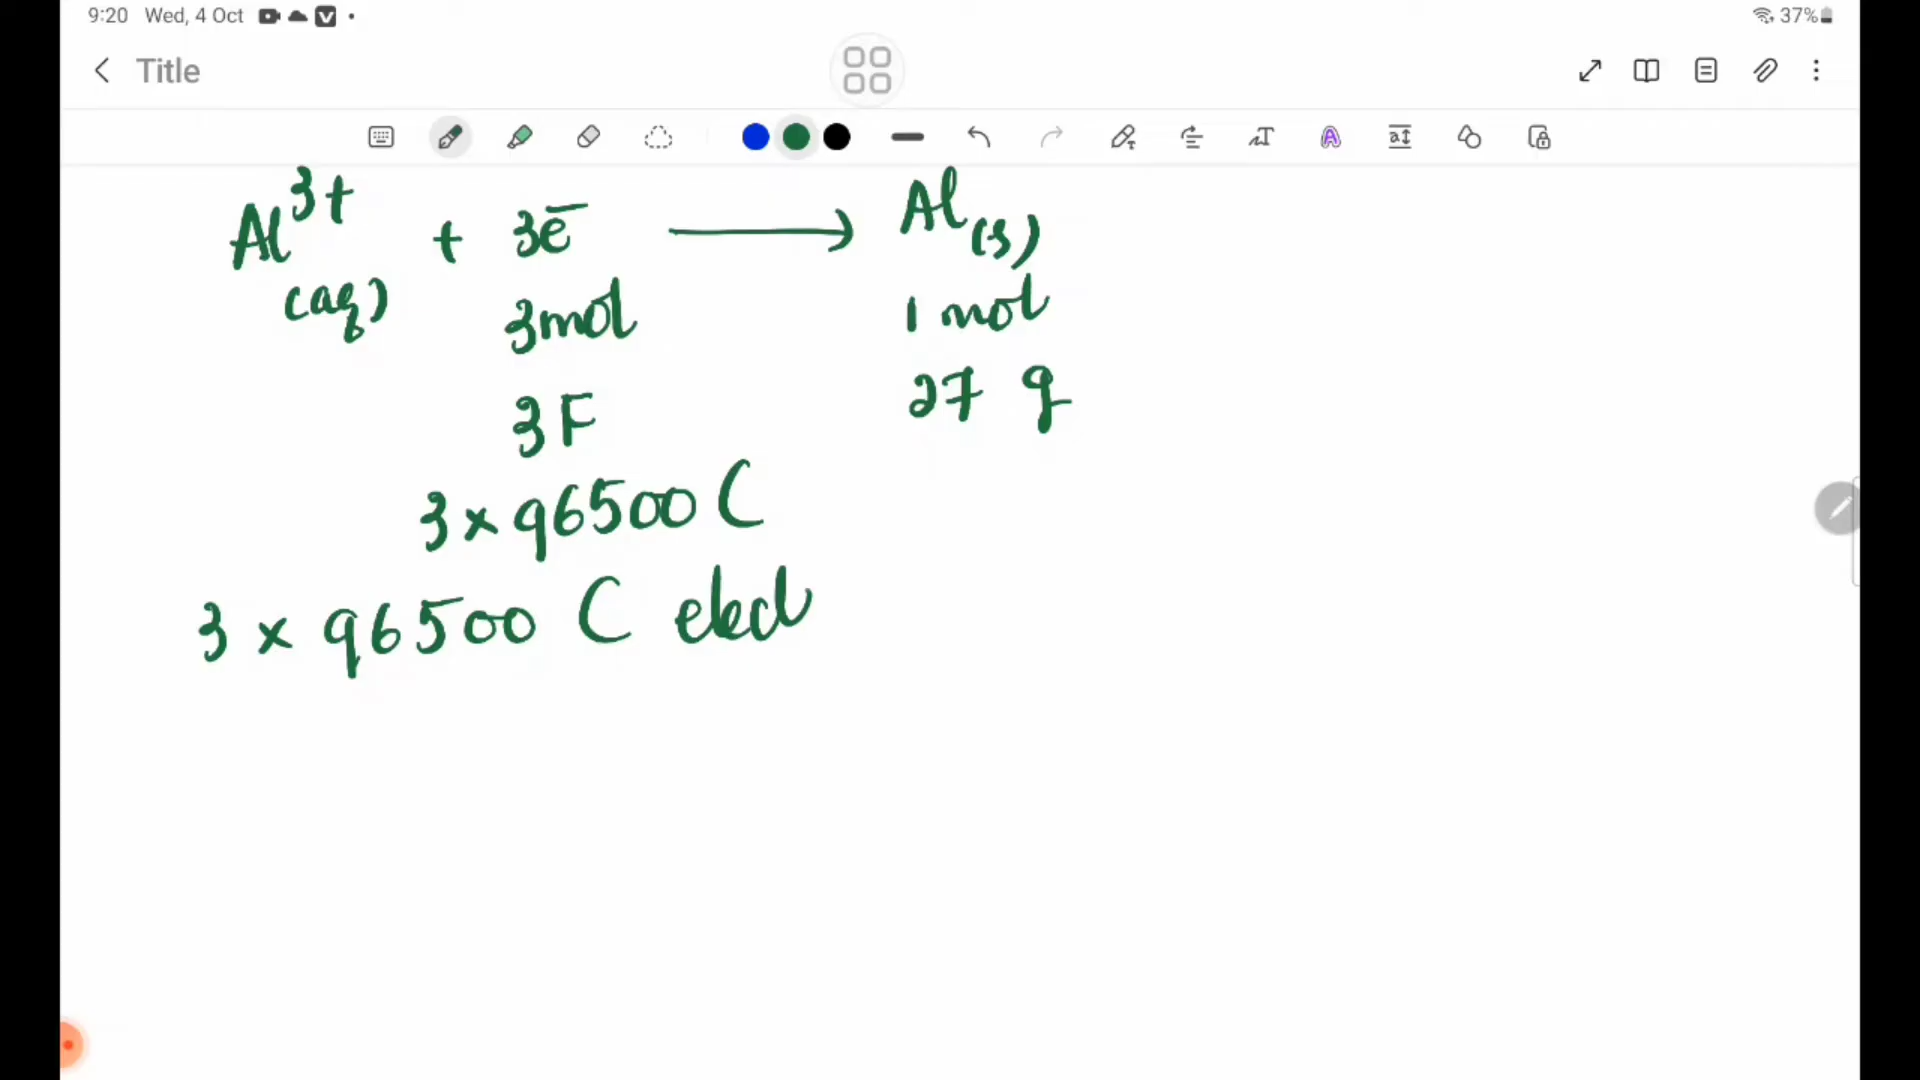 9:20 Wed, 4 Oct V • 37%
Title
Al³⁺ + 3e̅ ⟶ Al(s)
(aq) 3mol 1 mol
3F 27 g
3 × 96500 C
3 × 96500 C elect